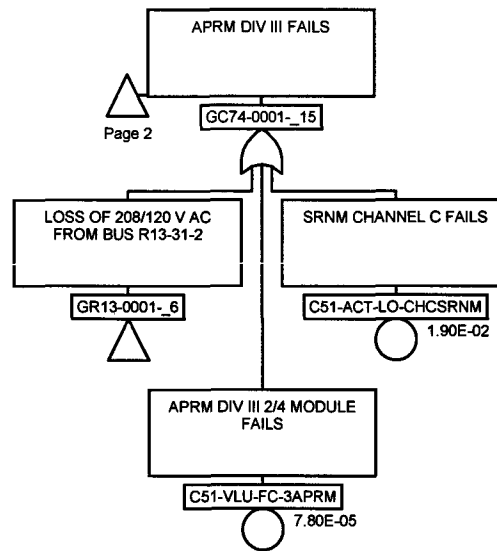 APRM DIV III FAILS
Page 2
GC74-0001-_15
LOSS OF 208/120 V AC
FROM BUS R13-31-2
SRNM CHANNEL C FAILS
GR13-0001-_6
C51-ACT-LO-CHCSRNM
1.90E-02
APRM DIV III 2/4 MODULE
FAILS
C51-VLU-FC-3APRM
7.80E-05